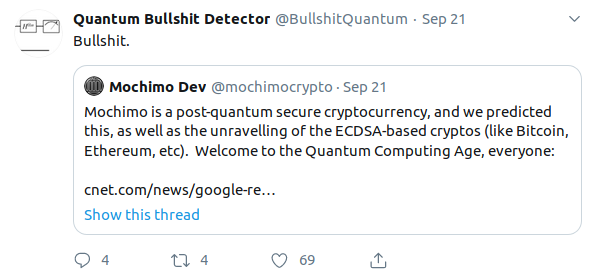 Quantum Bullshit Detector @BullshitQuantum · Sep 21
Bullshit.
Mochimo Dev @mochimocrypto · Sep 21
Mochimo is a post-quantum secure cryptocurrency, and we predicted
this, as well as the unravelling of the ECDSA-based cryptos (like Bitcoin,
Ethereum, etc).  Welcome to the Quantum Computing Age, everyone:
cnet.com/news/google-re…
Show this thread
4 4 69